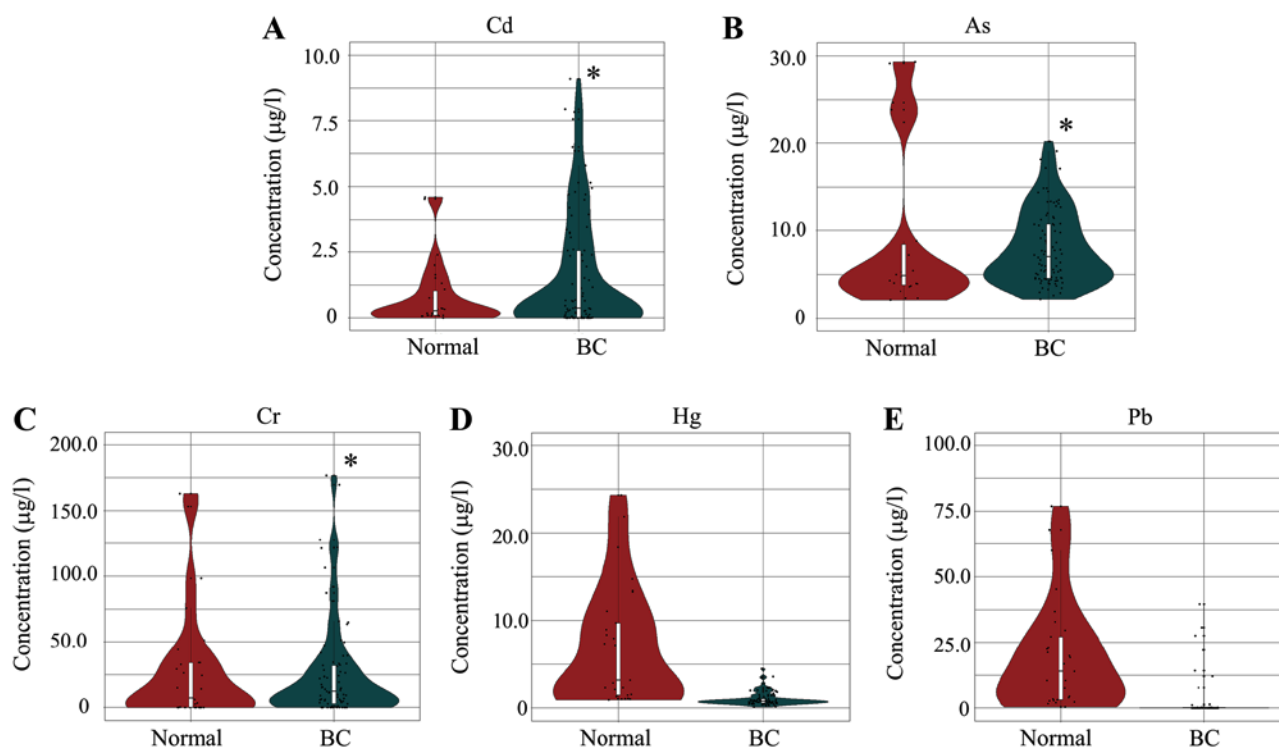 A
Cd
Concentration (µg/l)
10.0
7.5
5.0
2.5
0
*
Normal
BC
B
As
Concentration (µg/l)
30.0
20.0
10.0
0
*
Normal
BC
C
Cr
Concentration (µg/l)
200.0
150.0
100.0
50.0
0
*
Normal
BC
D
Hg
Concentration (µg/l)
30.0
20.0
10.0
0
Normal
BC
E
Pb
Concentration (µg/l)
100.0
75.0
50.0
25.0
0
Normal
BC